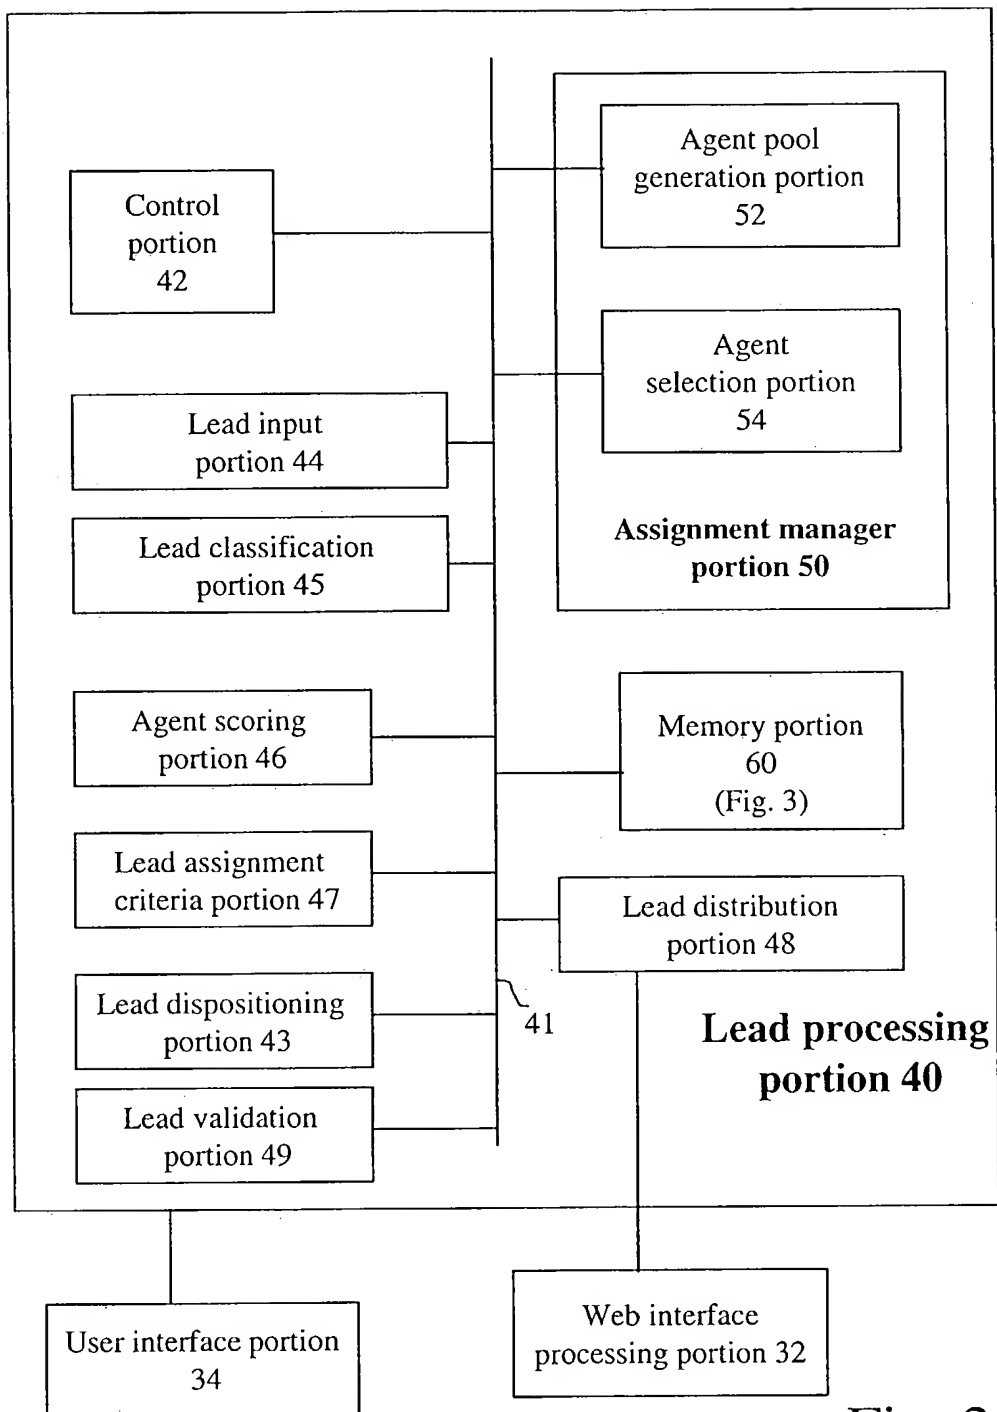 Control
portion
42
Agent pool
generation portion
52
Agent
selection portion
54
Assignment manager
portion 50
Lead input
portion 44
Lead classification
portion 45
Agent scoring
portion 46
Memory portion
60
(Fig. 3)
Lead assignment
criteria portion 47
Lead distribution
portion 48
Lead dispositioning
portion 43
41
Lead processing
portion 40
Lead validation
portion 49
User interface portion
34
Web interface
processing portion 32